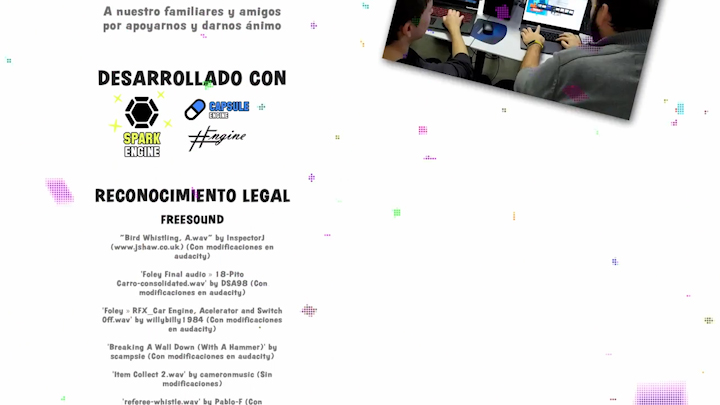 A nuestro familiares y amigos
por apoyarnos y darnos ánimo
DESARROLLADO CON
SPARK
ENGINE
CAPSULE
ENGINE
#Engine
RECONOCIMIENTO LEGAL
FREESOUND
"Bird Whistling, A.wav" by InspectorJ
(www.jshaw.co.uk) (Con modificaciones en
audacity)
'Foley Final audio » 18-Pito
Carro-consolidated.wav' by DSA98 (Con
modificaciones en audacity)
'Foley » RFX_Car Engine, Acelerator and Switch
Off.wav' by willybilly1984 (Con modificaciones
en audacity)
'Breaking A Wall Down (With A Hammer)' by
scampsie (Con modificaciones en audacity)
'Item Collect 2.wav' by cameronmusic (Sin
modificaciones)
'referee-whistle.wav' by Pablo-F (Con